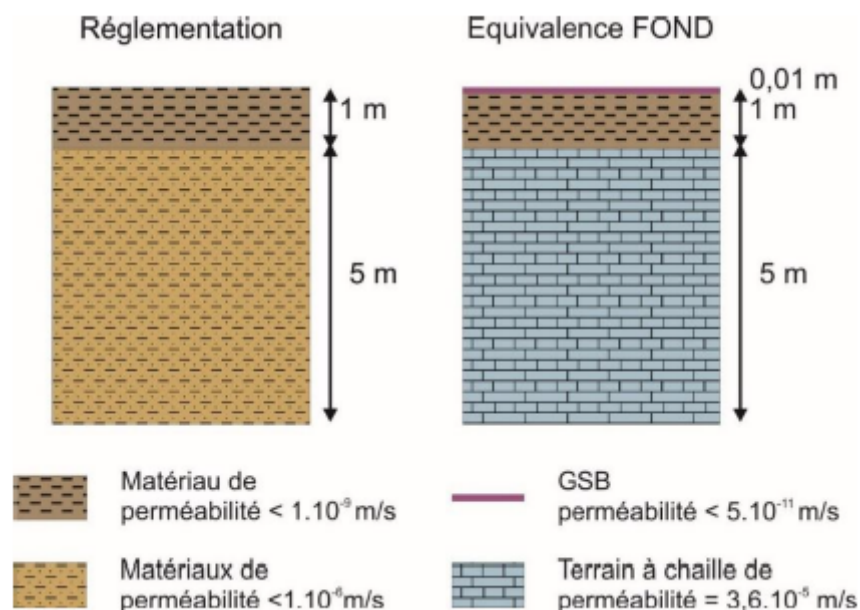 Réglementation
Equivalence FOND
1 m
5 m
0,01 m
1 m
5 m
Matériau de
perméabilité < 1.10⁻⁹ m/s
Matériaux de
perméabilité <1.10⁻⁶m/s
GSB
perméabilité < 5.10⁻¹¹ m/s
Terrain à chaille de
perméabilité = 3,6.10⁻⁵ m/s